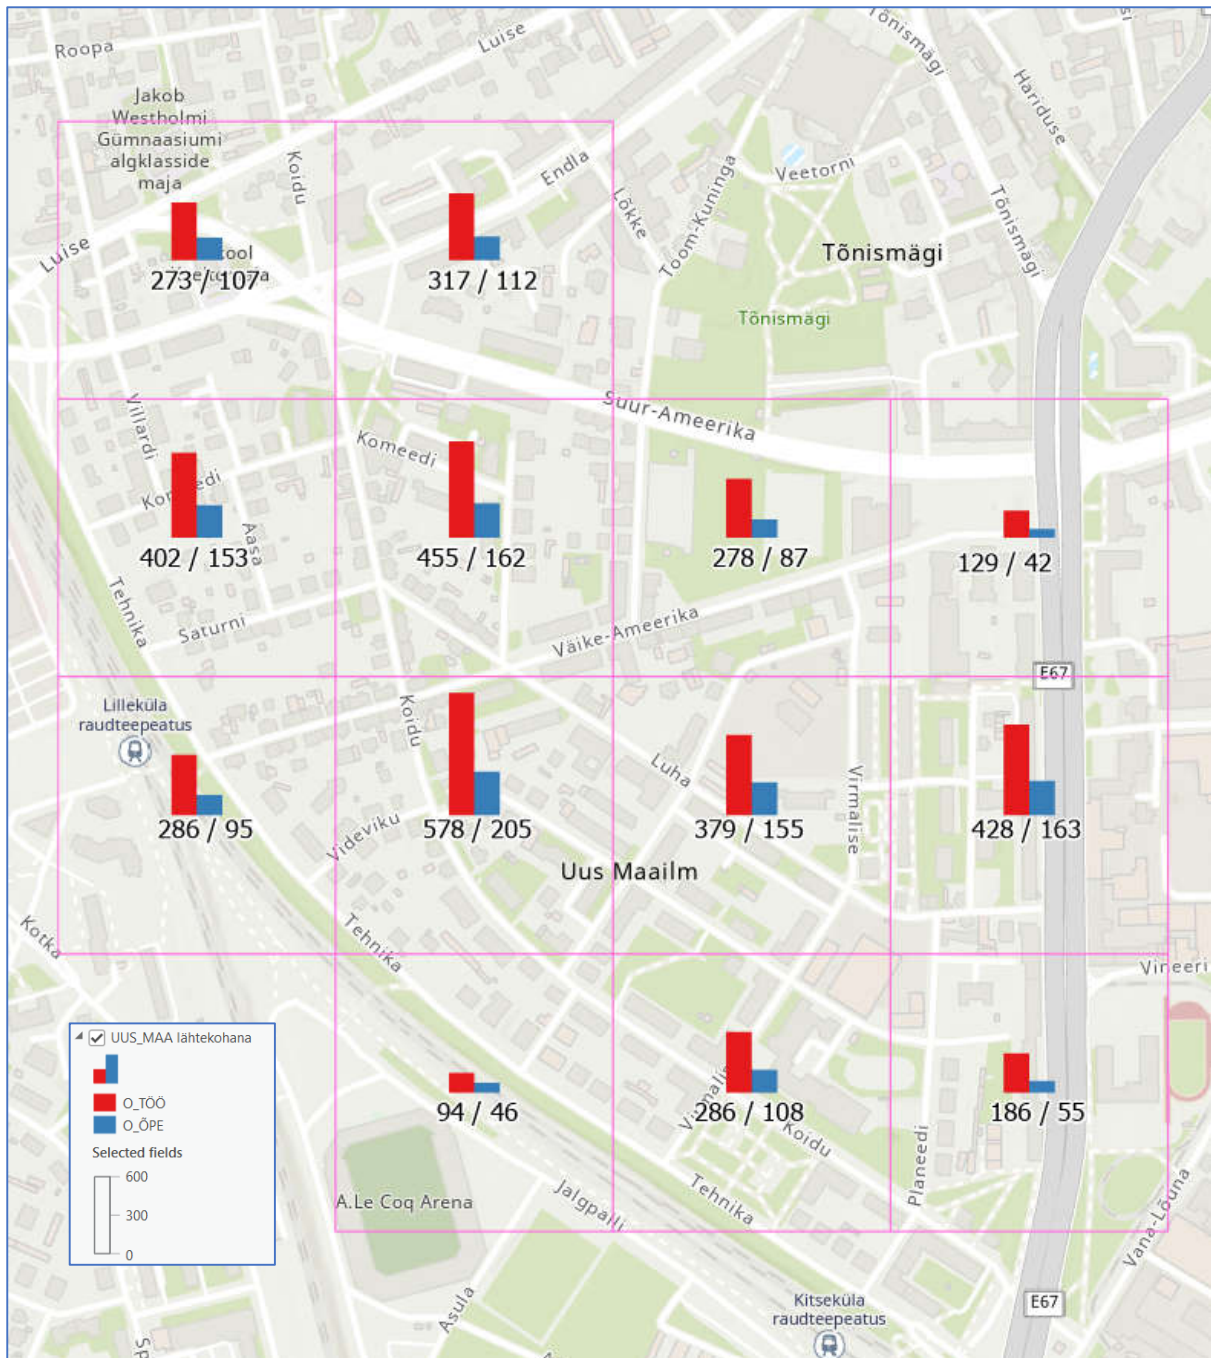 Roopa
Luise
Tõnismägi
Hariduse
Jakob
Westholmi
Gümnaasiumi
algklasside
maja
Koidu
Endla
Lõkke
Toom-Kuninga
Veetorni
Tõnismägi
Luise
273 / 107
317 / 112
Tõnismägi
Tõnismägi
Suur-Ameerika
Villardi
Komeedi
Komeedi
Aasa
402 / 153
455 / 162
278 / 87
129 / 42
Tehnika
Saturni
Väike-Ameerika
E67
Lilleküla
raudteepeatus
Koidu
Luha
Virmalise
286 / 95
Videviku
578 / 205
379 / 155
428 / 163
Uus Maailm
Kotka
Tehnika
Vineeri
UUS_MAA lähtekohana
O_TÖÖ
O_ÕPE
Selected fields
600
300
0
94 / 46
286 / 108
186 / 55
Koidu
Planeedi
A.Le Coq Arena
Jalgpalli
Tehnika
Vana-Lõuna
Asula
Kitseküla
raudteepeatus
E67